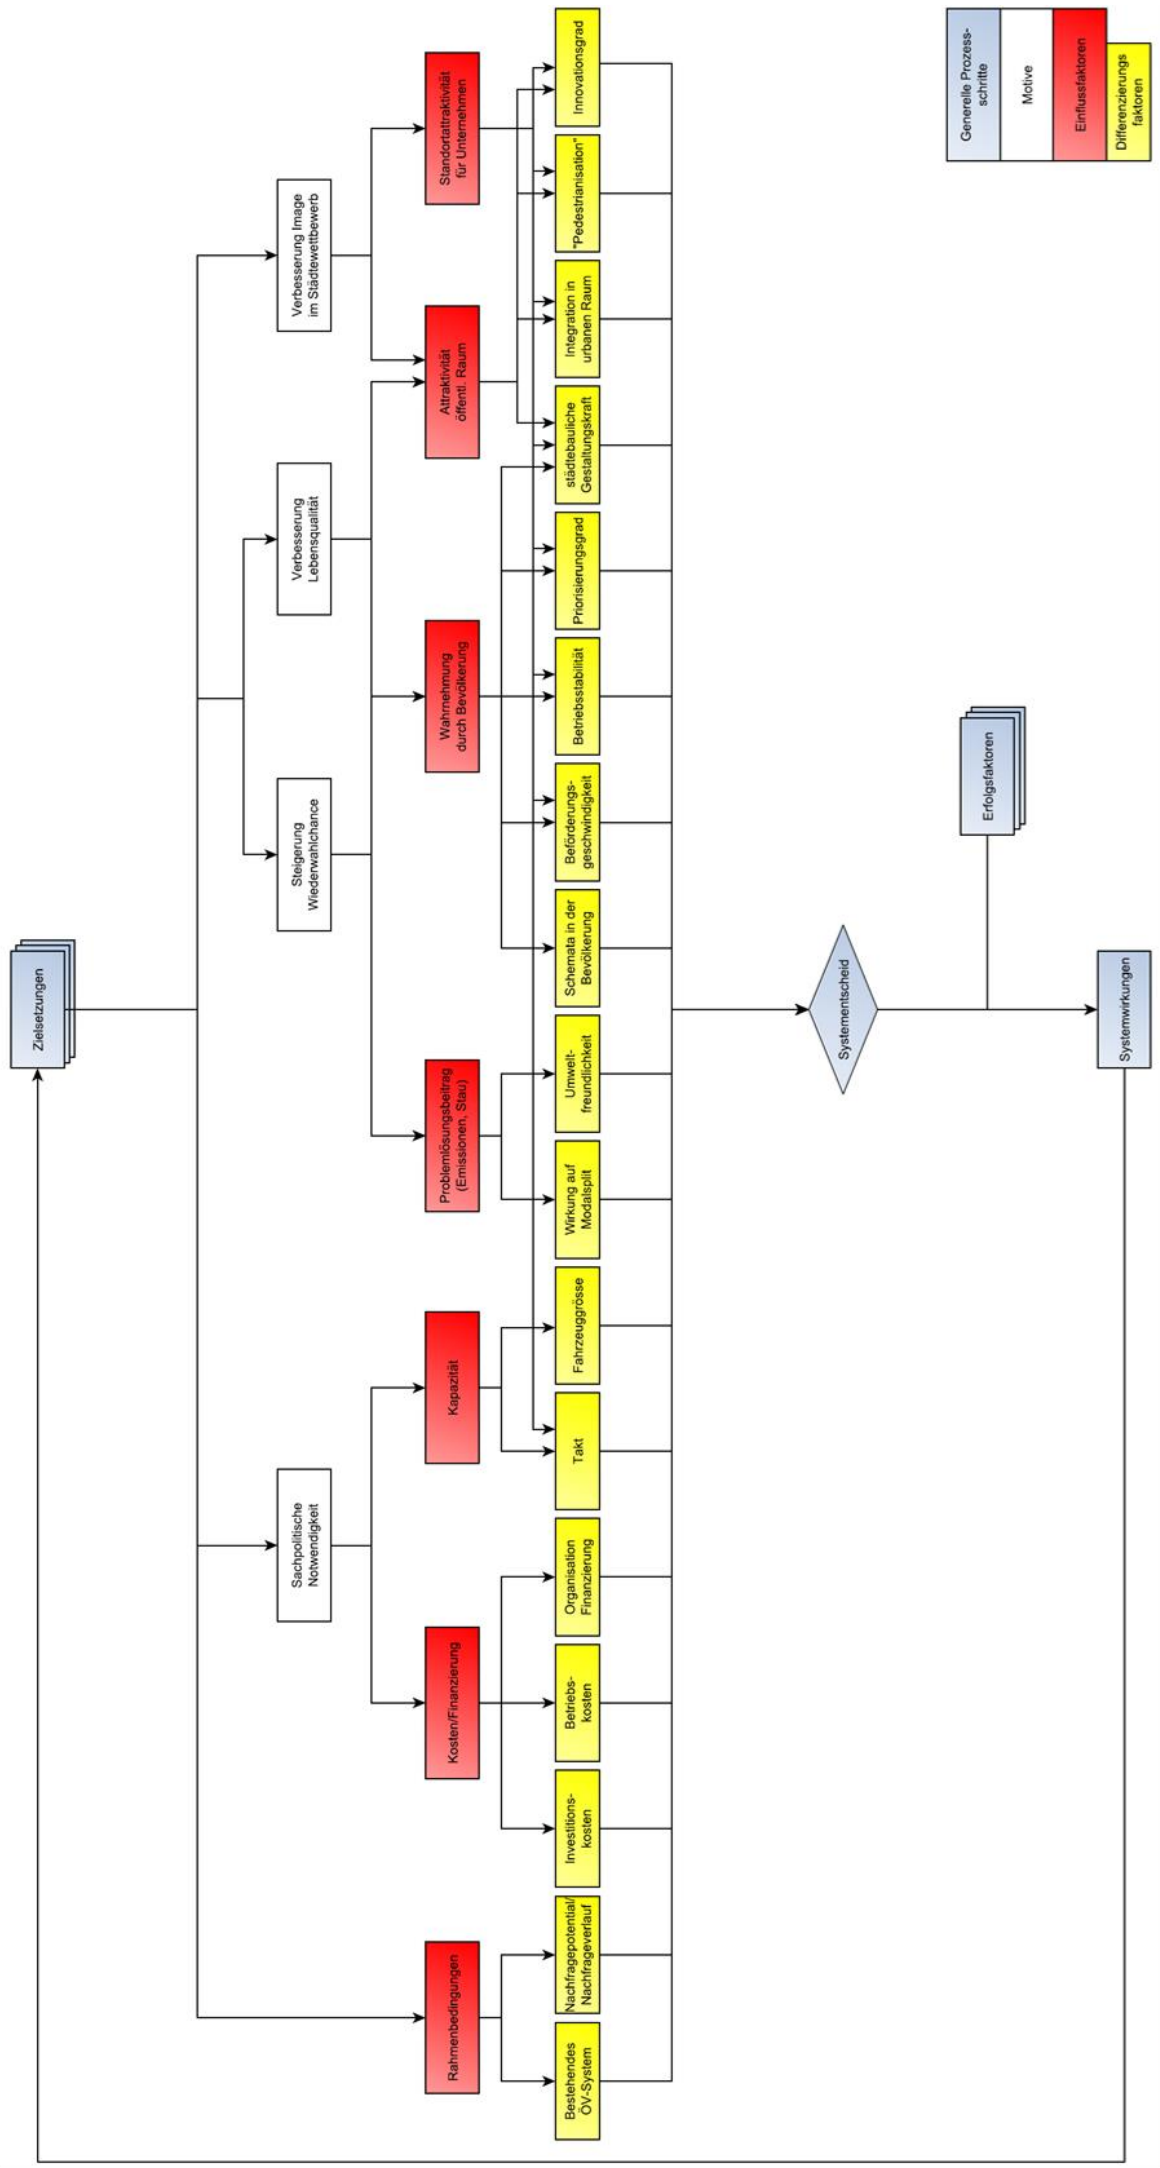 Zielsetzungen
Sachpolitische
Notwendigkeit
Steigerung
Wiederwahlchance
Verbesserung
Lebensqualität
Verbesserung Image
im Städtewettbewerb
Rahmenbedingungen
Kosten/Finanzierung
Kapazität
Problemlösungsbeitrag
(Emissionen, Stau)
Wahrnehmung
durch Bevölkerung
Attraktivität
öffentl. Raum
Standortattraktivität
für Unternehmen
Bestehendes
ÖV-System
Nachfragepotential/
Nachfrageverlauf
Investitions-
kosten
Betriebs-
kosten
Organisation
Finanzierung
Takt
Fahrzeuggrösse
Wirkung auf
Modalsplit
Umwelt-
freundlichkeit
Schemata in der
Bevölkerung
Beförderungs-
geschwindigkeit
Betriebsstabilität
Priorisierungsgrad
städtebauliche
Gestaltungskraft
Integration in
urbanen Raum
"Pedestrianisation"
Innovationsgrad
Systementscheid
Erfolgsfaktoren
Systemwirkungen
Generelle Prozess-
schritte
Motive
Einflussfaktoren
Differenzierungs
faktoren